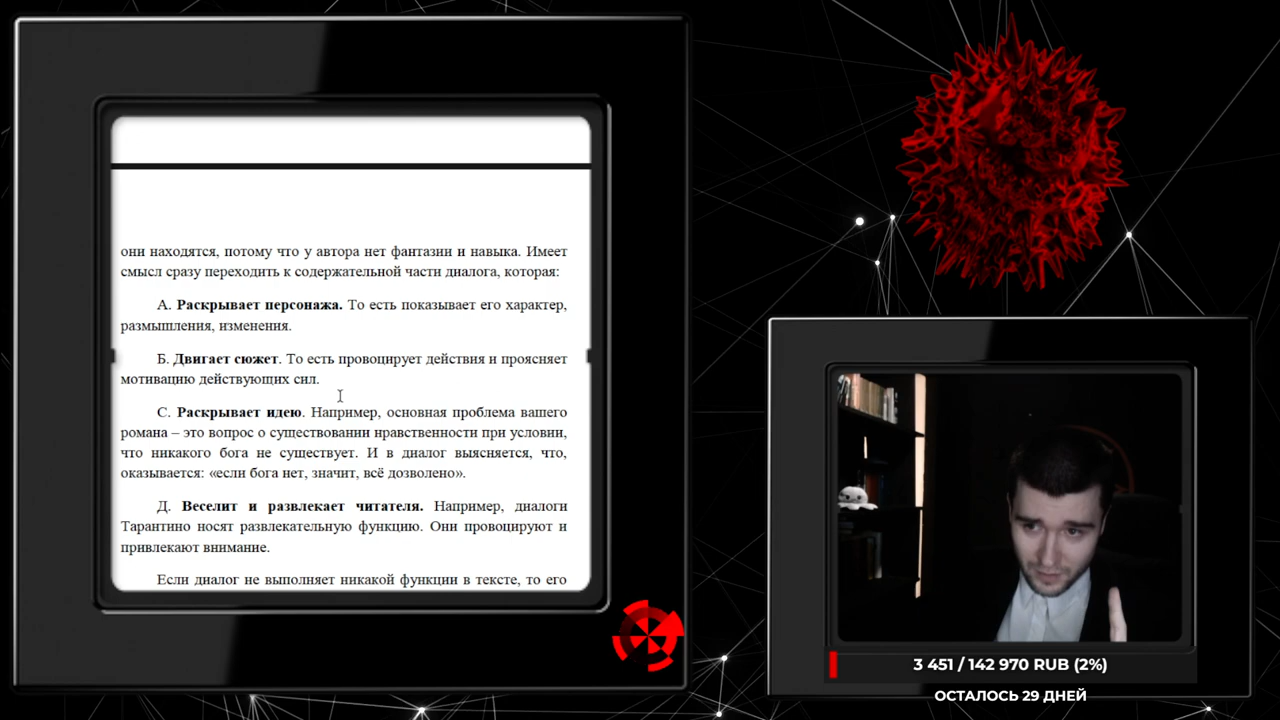 они находятся, потому что у автора нет фантазии и навыка. Имеет
смысл сразу переходить к содержательной части диалога, которая:
А. Раскрывает персонажа. То есть показывает его характер,
размышления, изменения.
Б. Двигает сюжет. То есть провоцирует действия и проясняет
мотивацию действующих сил.
С. Раскрывает идею. Например, основная проблема вашего
романа – это вопрос о существовании нравственности при условии,
что никакого бога не существует. И в диалог выясняется, что,
оказывается: «если бога нет, значит, всё дозволено».
Д. Веселит и развлекает читателя. Например, диалоги
Тарантино носят развлекательную функцию. Они провоцируют и
привлекают внимание.
Если диалог не выполняет никакой функции в тексте, то его
3 451 / 142 970 RUB (2%)
ОСТАЛОСЬ 29 ДНЕЙ